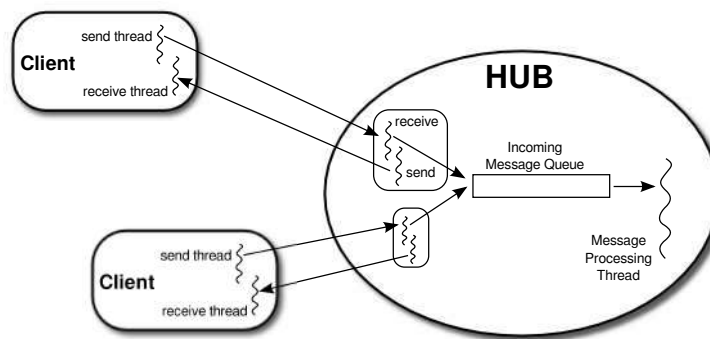 send thread
Client
receive thread
HUB
receive
send
Incoming
Message Queue
Message
Processing
Thread
send thread
Client
receive thread